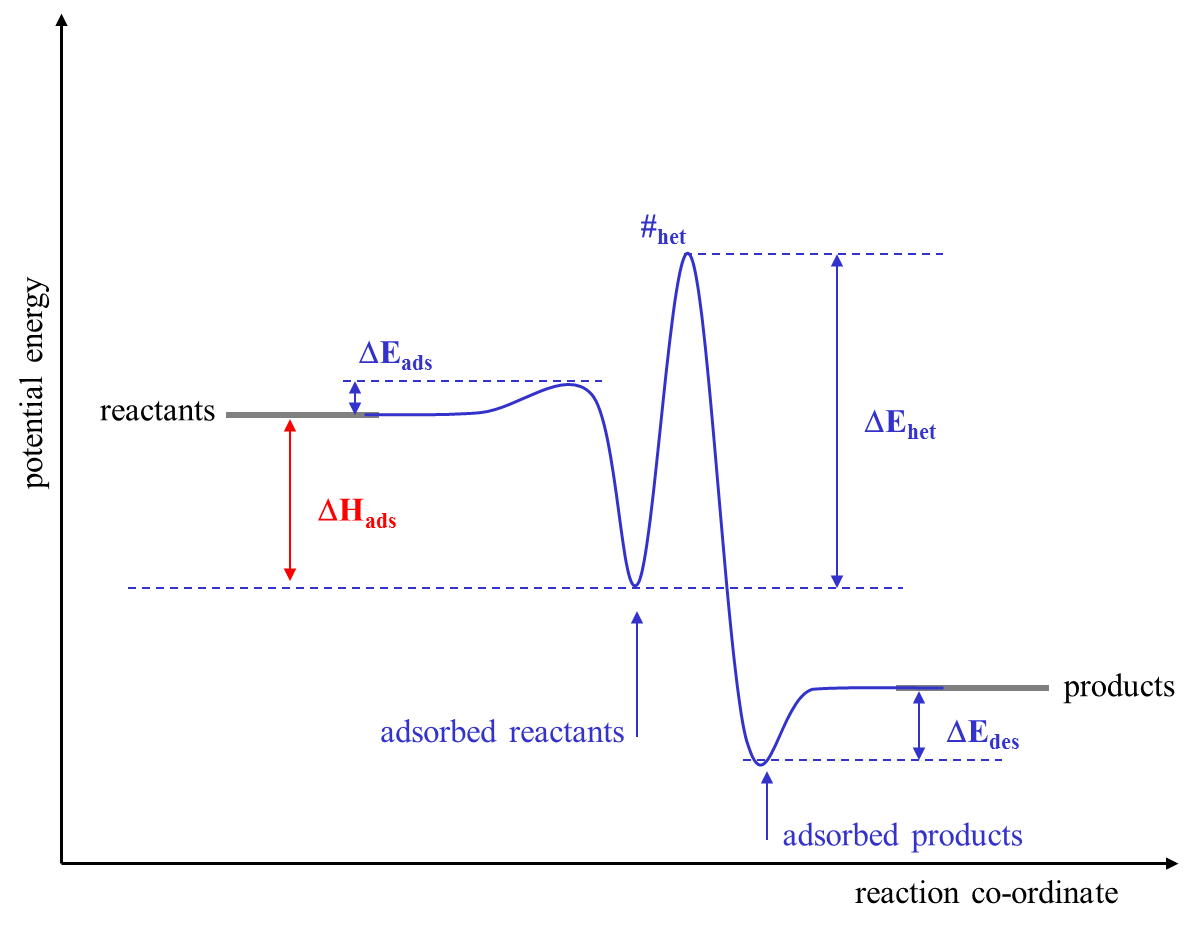 #het
potential energy
ΔEads
reactants
ΔEhet
ΔHads
products
adsorbed reactants
ΔEdes
adsorbed products
reaction co-ordinate